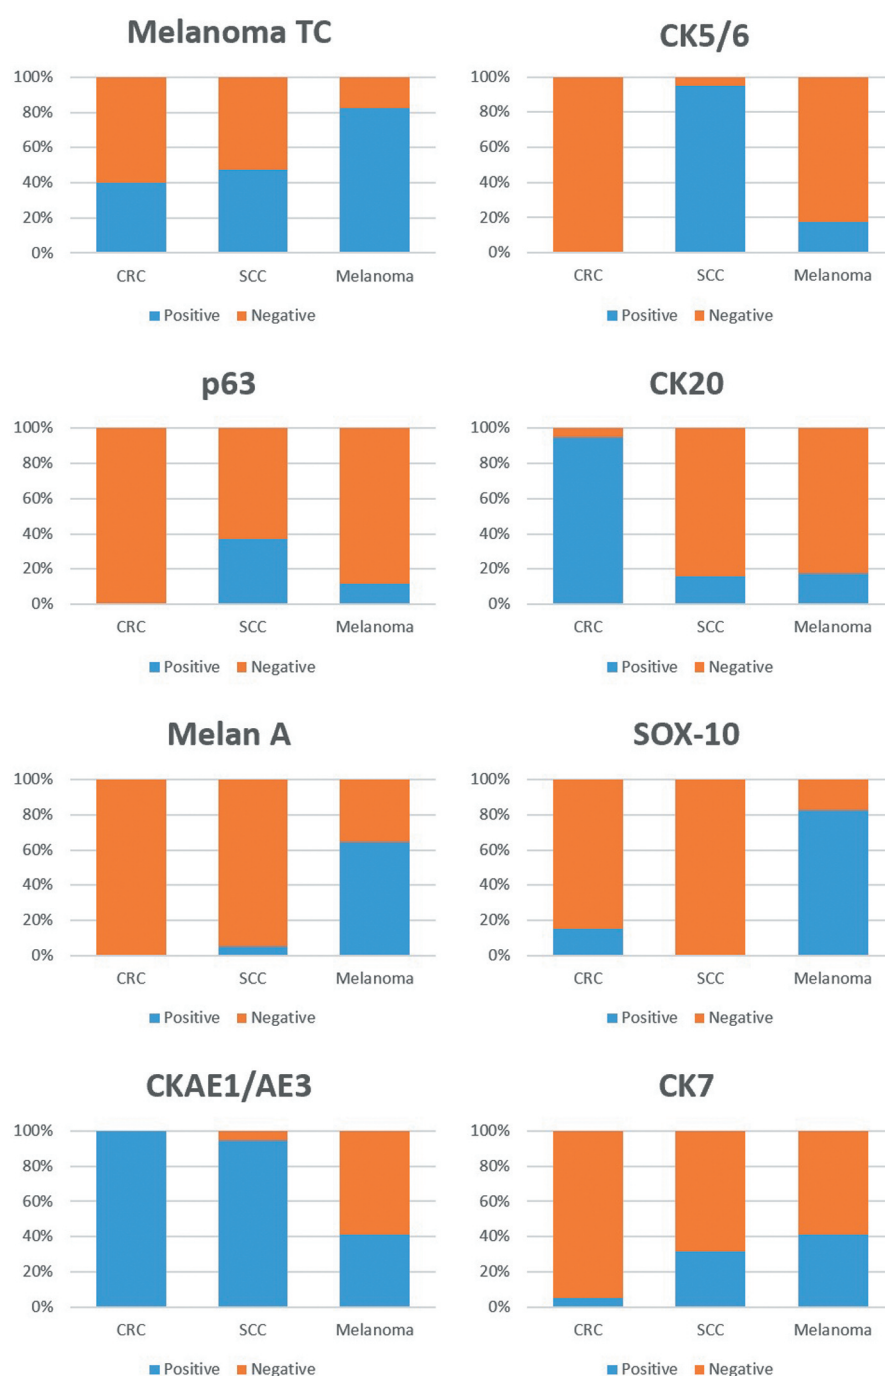 Melanoma TC
100%
80%
60%
40%
20%
0%
CRC SCC Melanoma
Positive Negative
CK5/6
100%
80%
60%
40%
20%
0%
CRC SCC Melanoma
Positive Negative
p63
100%
80%
60%
40%
20%
0%
CRC SCC Melanoma
Positive Negative
CK20
100%
80%
60%
40%
20%
0%
CRC SCC Melanoma
Positive Negative
Melan A
100%
80%
60%
40%
20%
0%
CRC SCC Melanoma
Positive Negative
SOX-10
100%
80%
60%
40%
20%
0%
CRC SCC Melanoma
Positive Negative
CKAE1/AE3
100%
80%
60%
40%
20%
0%
CRC SCC Melanoma
Positive Negative
CK7
100%
80%
60%
40%
20%
0%
CRC SCC Melanoma
Positive Negative